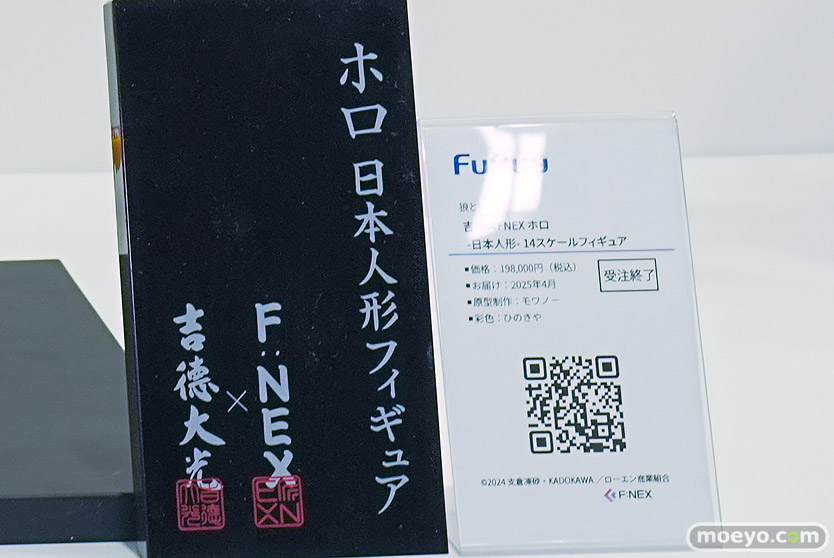 ホロ 日本人形フィギュア
F:NEX
×
吉德大光
FuRyu
狼と
吉 F:NEX ホロ
-日本人形- 1/4スケールフィギュア
■価格：198,000円（税込）
■お届け：2025年4月
■原型制作：モワノー
■彩色：ひのきや
受注終了
©2024 支倉凍砂・KADOKAWA／ローエン商業組合
F:NEX
moeyo.com